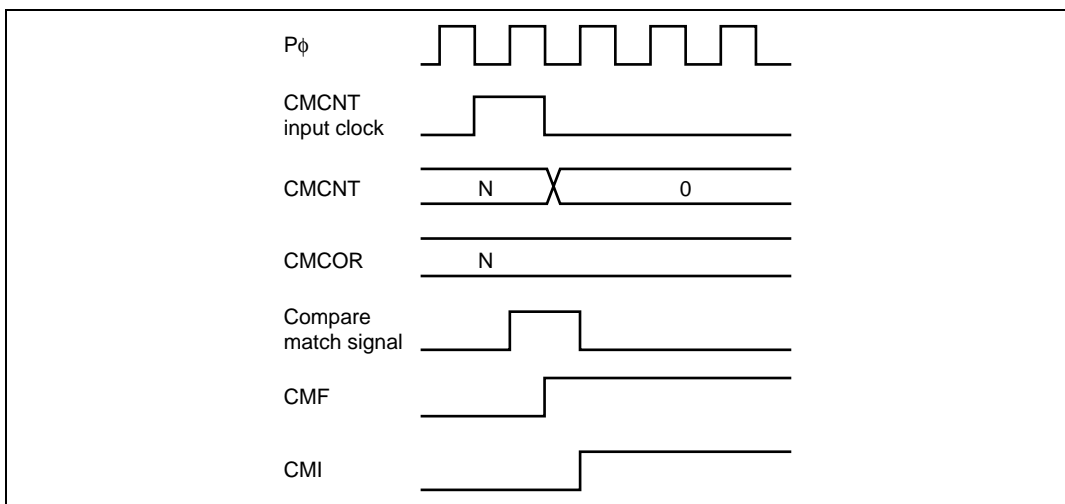 Pϕ
CMCNT
input clock
CMCNT
N
0
CMCOR
N
Compare
match signal
CMF
CMI